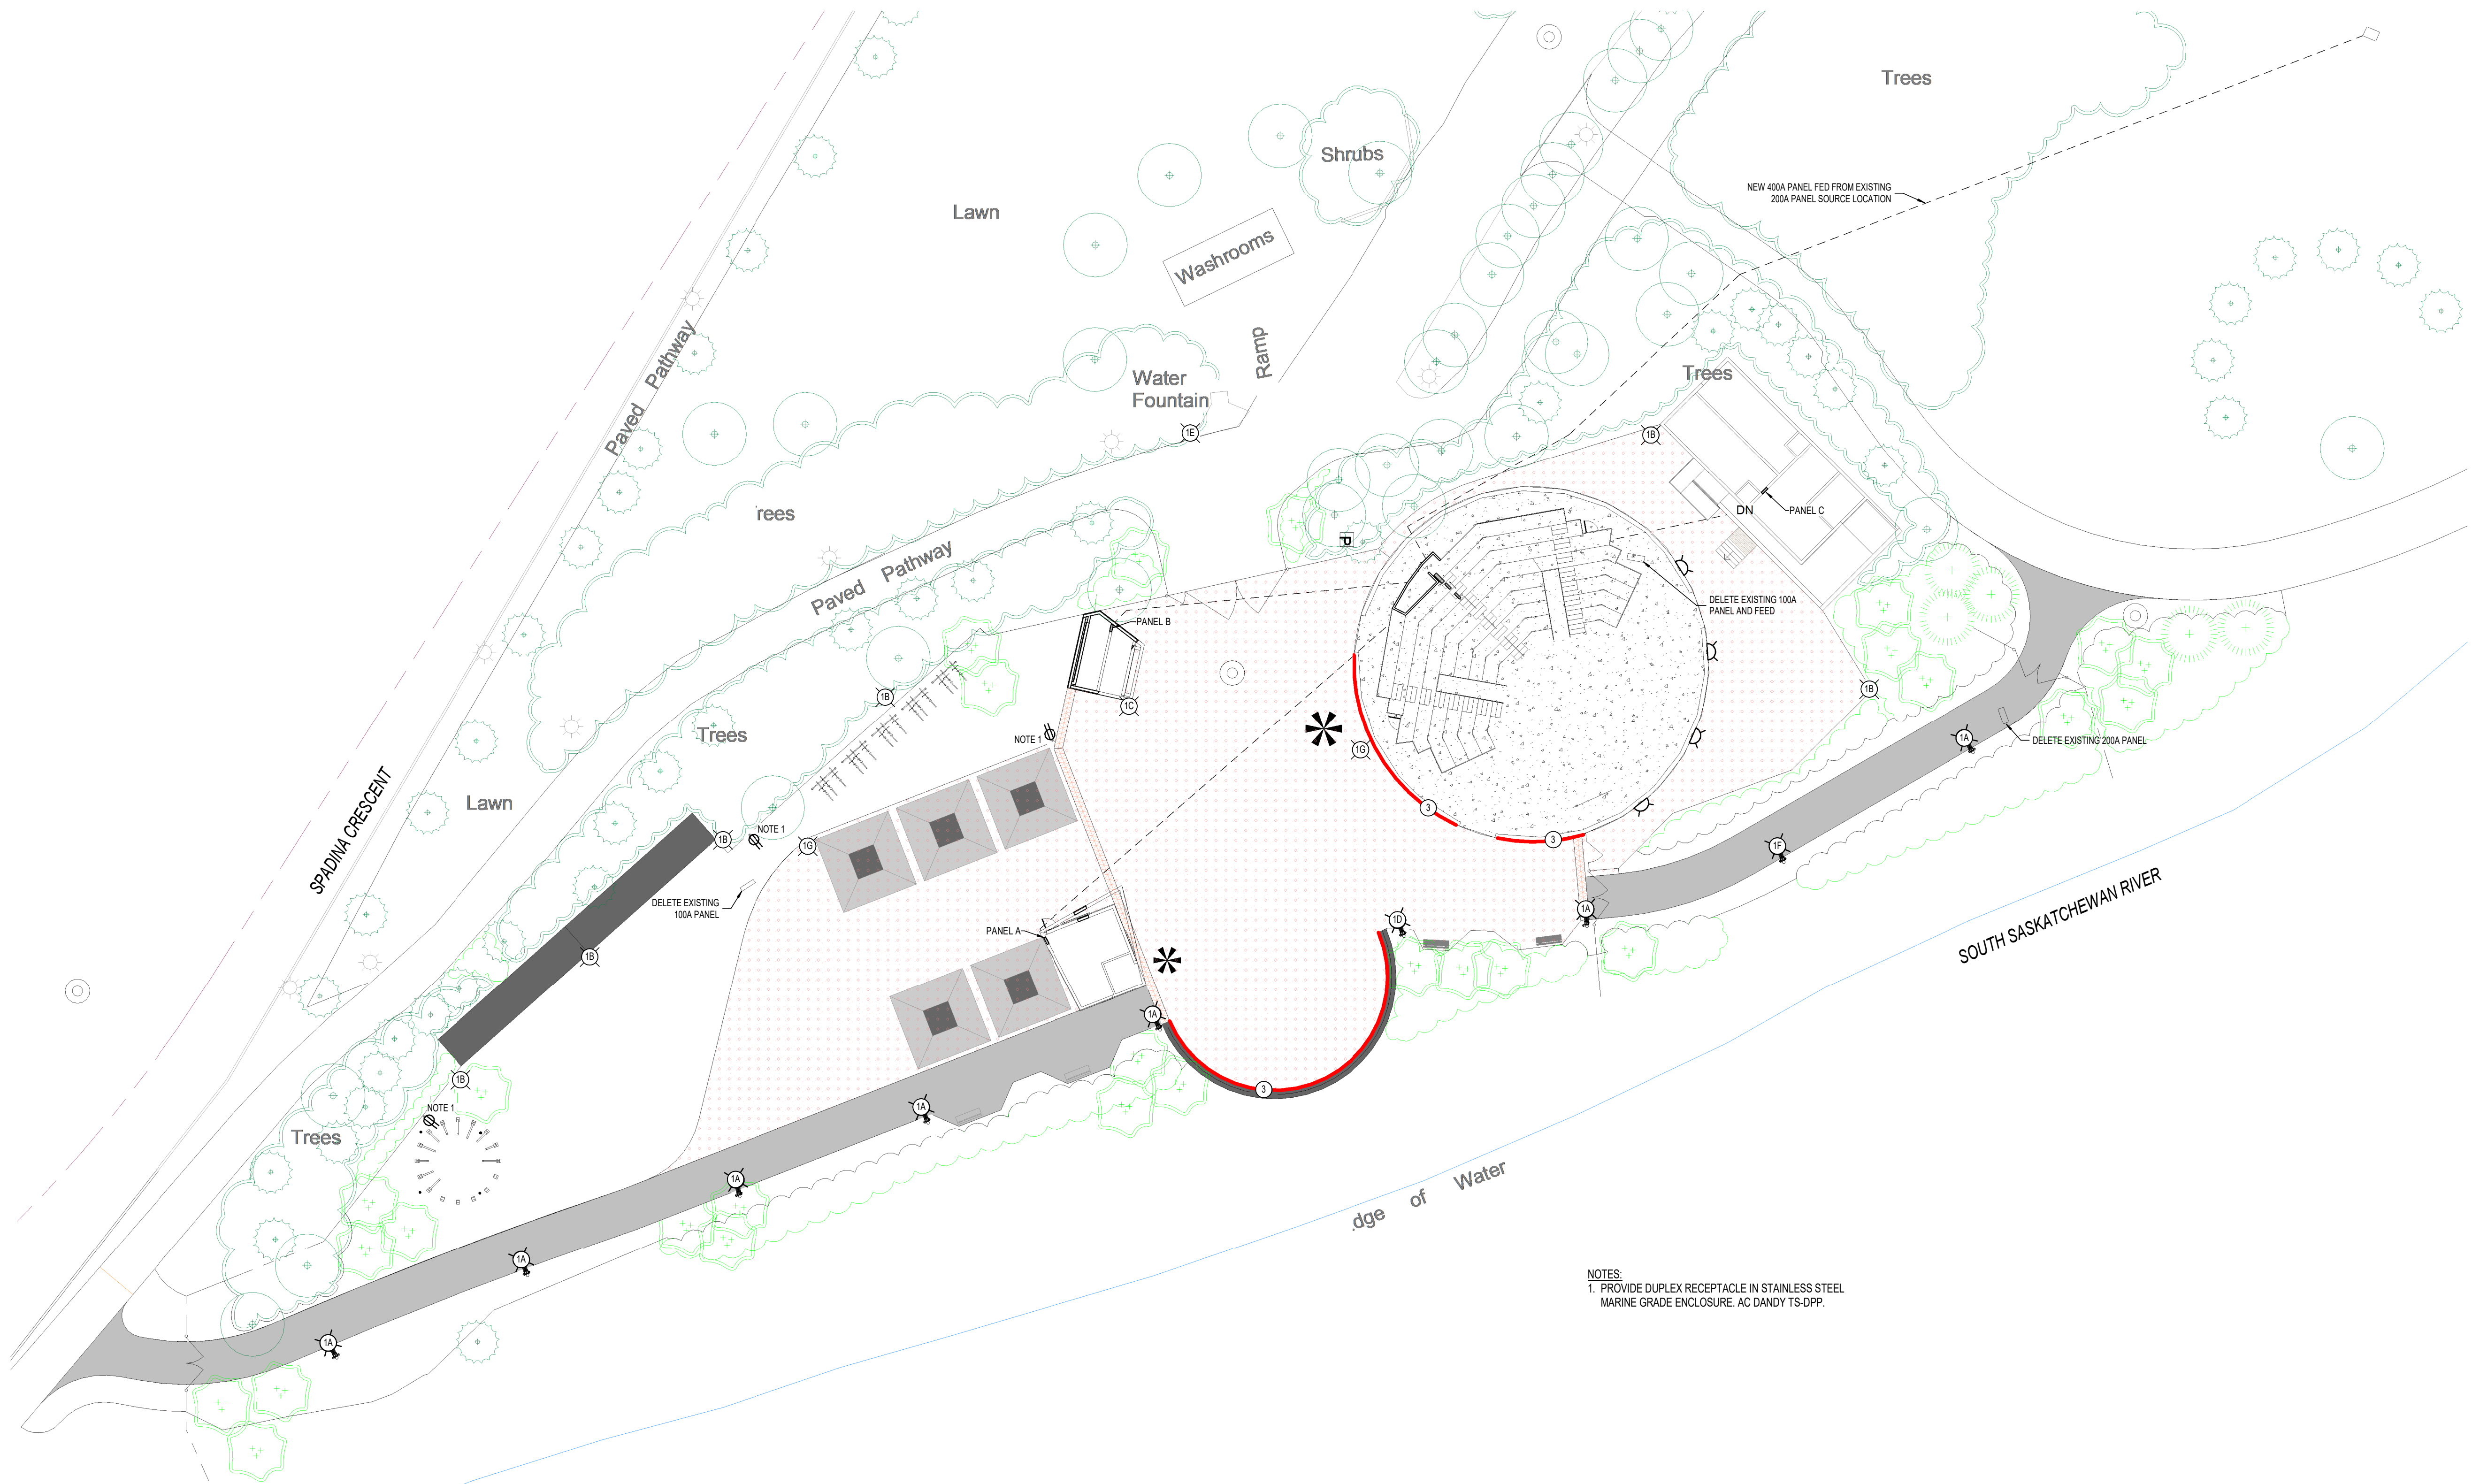 Trees
Shrubs
NEW 400A PANEL FED FROM EXISTING
200A PANEL SOURCE LOCATION
Lawn
Washrooms
Paved Pathway
Ramp
Water
Fountain
Trees
1E
1B
rees
PANEL C
DN
P
Paved Pathway
DELETE EXISTING 100A
PANEL AND FEED
PANEL B
1B
1B
1C
Trees
NOTE 1
1G
1A
DELETE EXISTING 200A PANEL
SPADINA CRESCENT
Lawn
3
NOTE 1
1B
1G
3
1F
DELETE EXISTING
100A PANEL
1A
1D
PANEL A
SOUTH SASKATCHEWAN RIVER
1B
1A
1B
3
NOTE 1
1A
Trees
1A
dge of Water
1A
NOTES:
1. PROVIDE DUPLEX RECEPTACLE IN STAINLESS STEEL
MARINE GRADE ENCLOSURE. AC DANDY TS-DPP.
1A